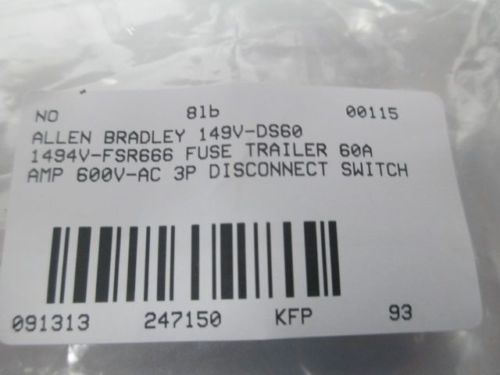 NO 8lb 00115
ALLEN BRADLEY 149V-DS60
1494V-FSR666 FUSE TRAILER 60A
AMP 600V-AC 3P DISCONNECT SWITCH
091313 247150 KFP 93